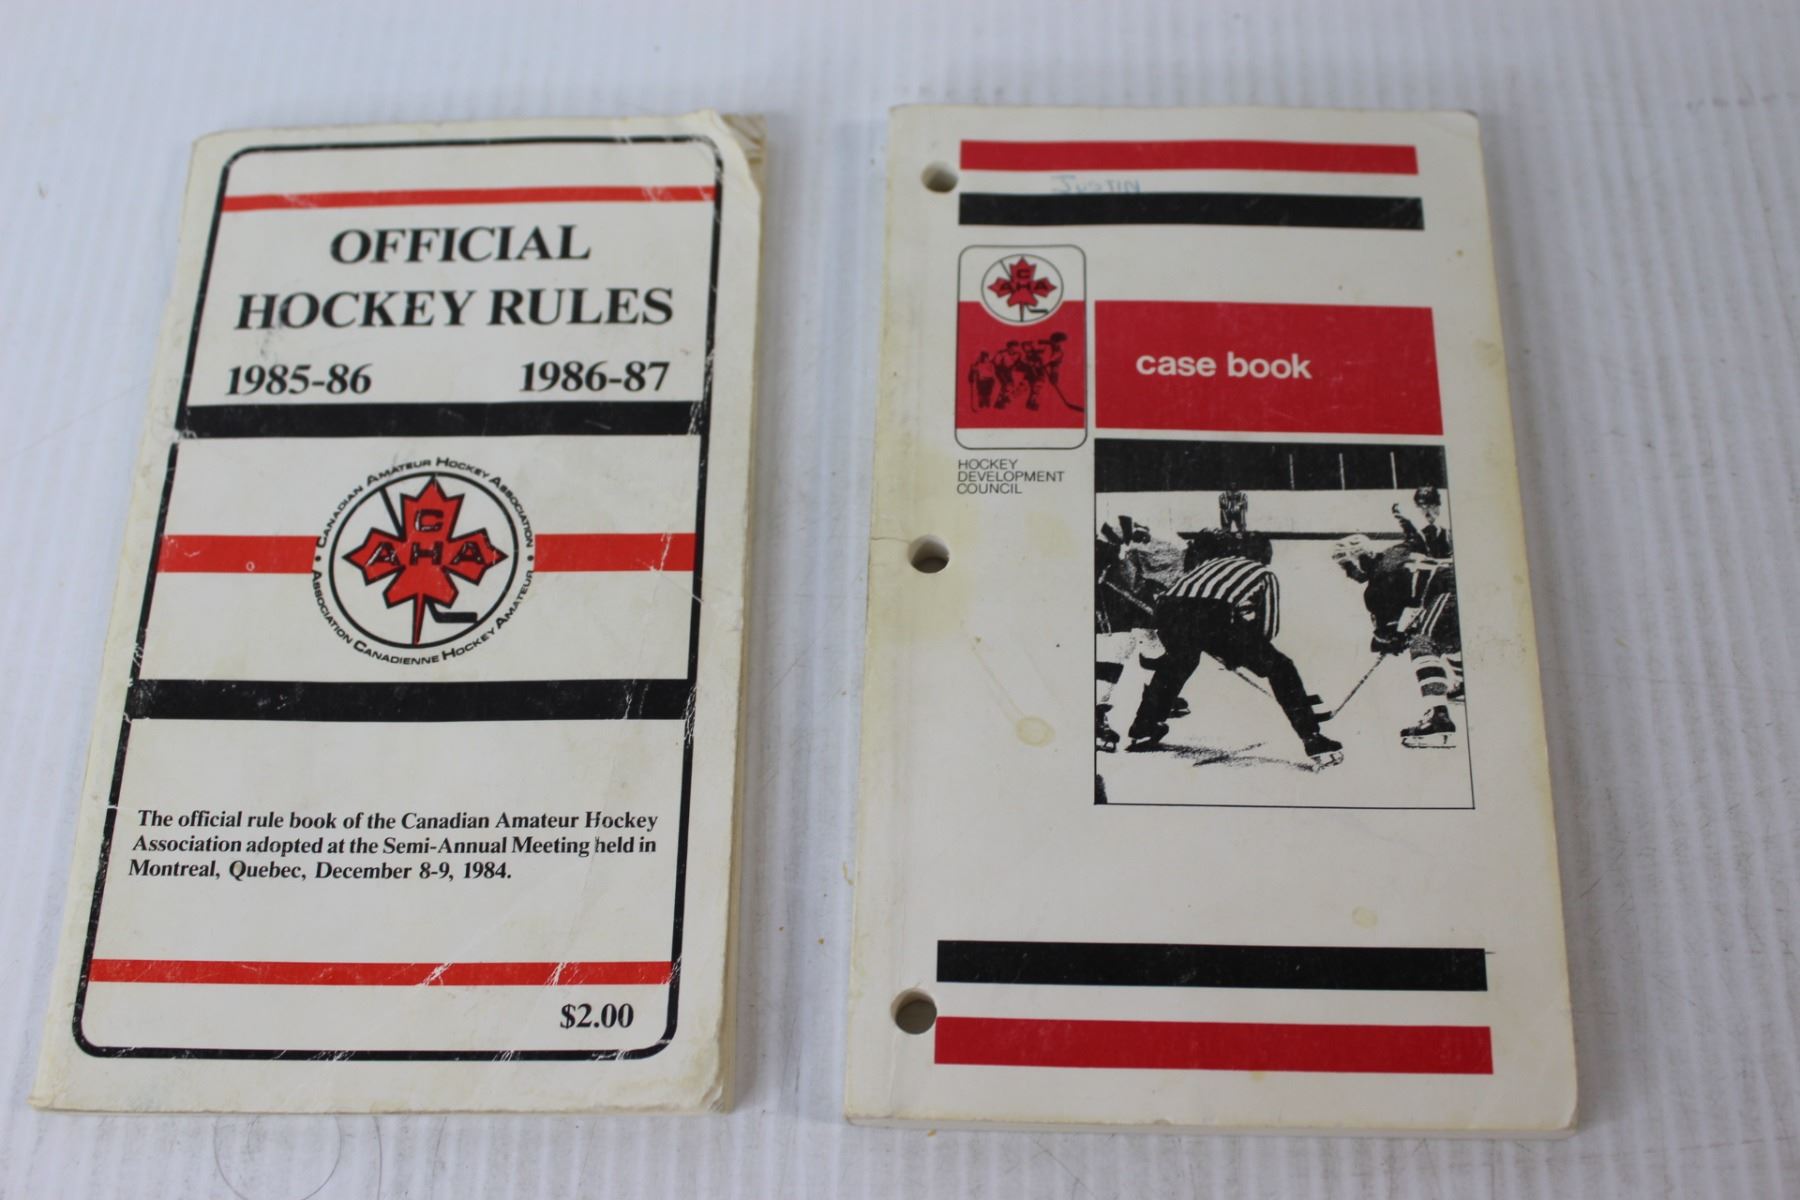 OFFICIAL
HOCKEY RULES
1985-86 1986-87
CANADIAN AMATEUR HOCKEY ASSOCIATION
C
AHA
ASSOCIATION CANADIENNE HOCKEY AMATEUR
The official rule book of the Canadian Amateur Hockey
Association adopted at the Semi-Annual Meeting held in
Montreal, Quebec, December 8-9, 1984.
$2.00
Justin
C
AHA
case book
HOCKEY
DEVELOPMENT
COUNCIL